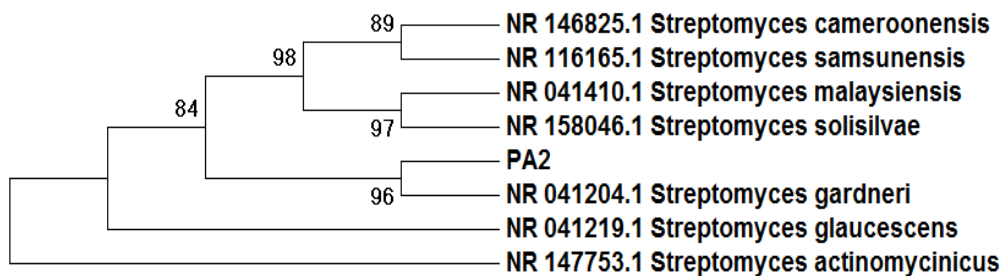 89
NR 146825.1 Streptomyces cameroonensis
98
NR 116165.1 Streptomyces samsunensis
84
NR 041410.1 Streptomyces malaysiensis
97
NR 158046.1 Streptomyces solisilvae
PA2
96
NR 041204.1 Streptomyces gardneri
NR 041219.1 Streptomyces glaucescens
NR 147753.1 Streptomyces actinomycinicus